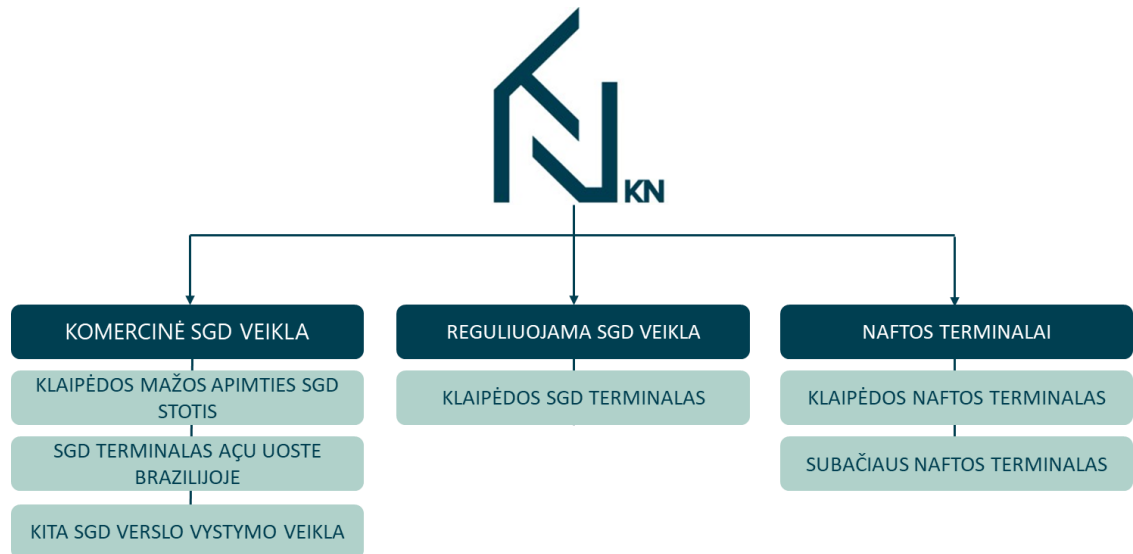 KN
KOMERCINĖ SGD VEIKLA
KLAIPĖDOS MAŽOS APIMTIES SGD
STOTIS
SGD TERMINALAS AÇU UOSTE
BRAZILIJOJE
KITA SGD VERSLO VYSTYMO VEIKLA
REGULIUOJAMA SGD VEIKLA
KLAIPĖDOS SGD TERMINALAS
NAFTOS TERMINALAI
KLAIPĖDOS NAFTOS TERMINALAS
SUBAČIAUS NAFTOS TERMINALAS